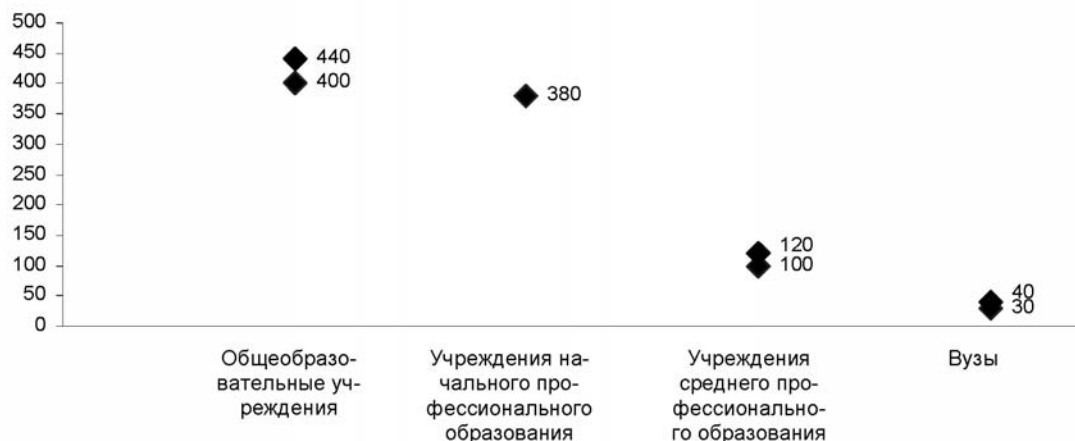 500
450
400
350
300
250
200
150
100
50
0
440
400
380
120
100
40
30
Общеобразо-
вательные уч-
реждения
Учреждения на-
чального про-
фессионального
образования
Учреждения
среднего про-
фессионально-
го образования
Вузы